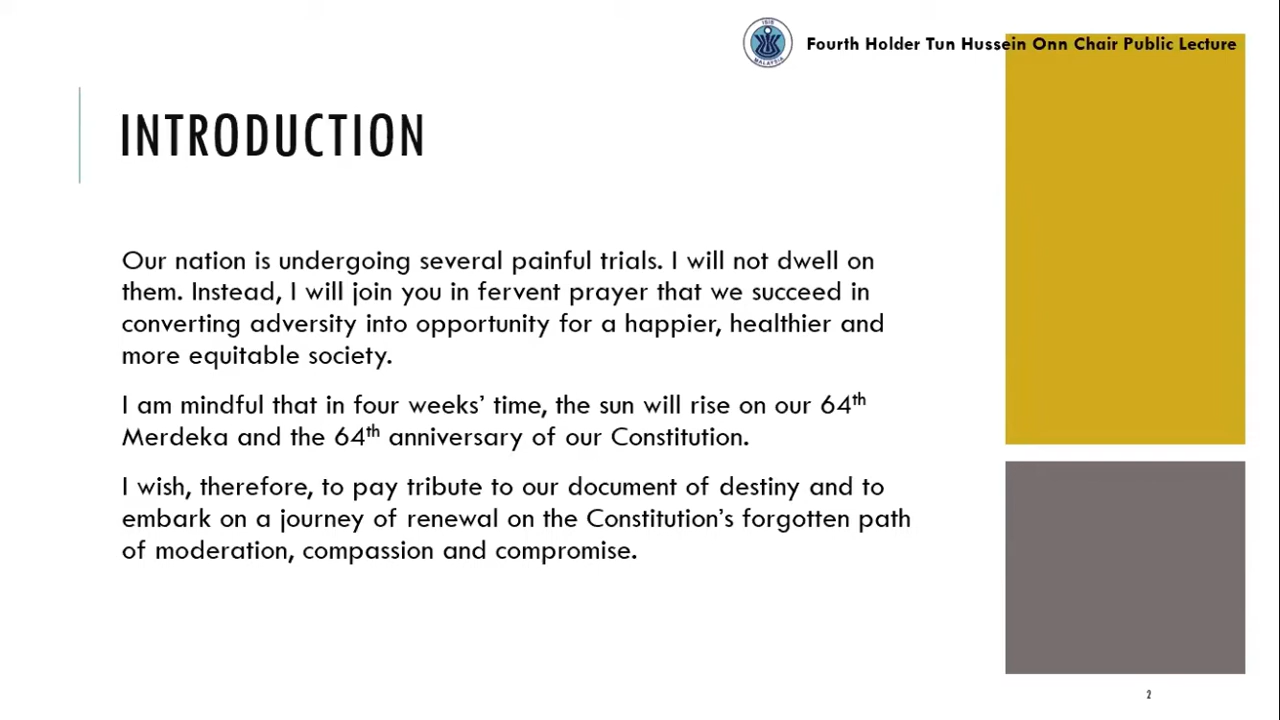 ISIS
MALAYSIA
Fourth Holder Tun Hussein Onn Chair Public Lecture
INTRODUCTION
Our nation is undergoing several painful trials. I will not dwell on
them. Instead, I will join you in fervent prayer that we succeed in
converting adversity into opportunity for a happier, healthier and
more equitable society.
I am mindful that in four weeks’ time, the sun will rise on our 64th
Merdeka and the 64th anniversary of our Constitution.
I wish, therefore, to pay tribute to our document of destiny and to
embark on a journey of renewal on the Constitution’s forgotten path
of moderation, compassion and compromise.
2